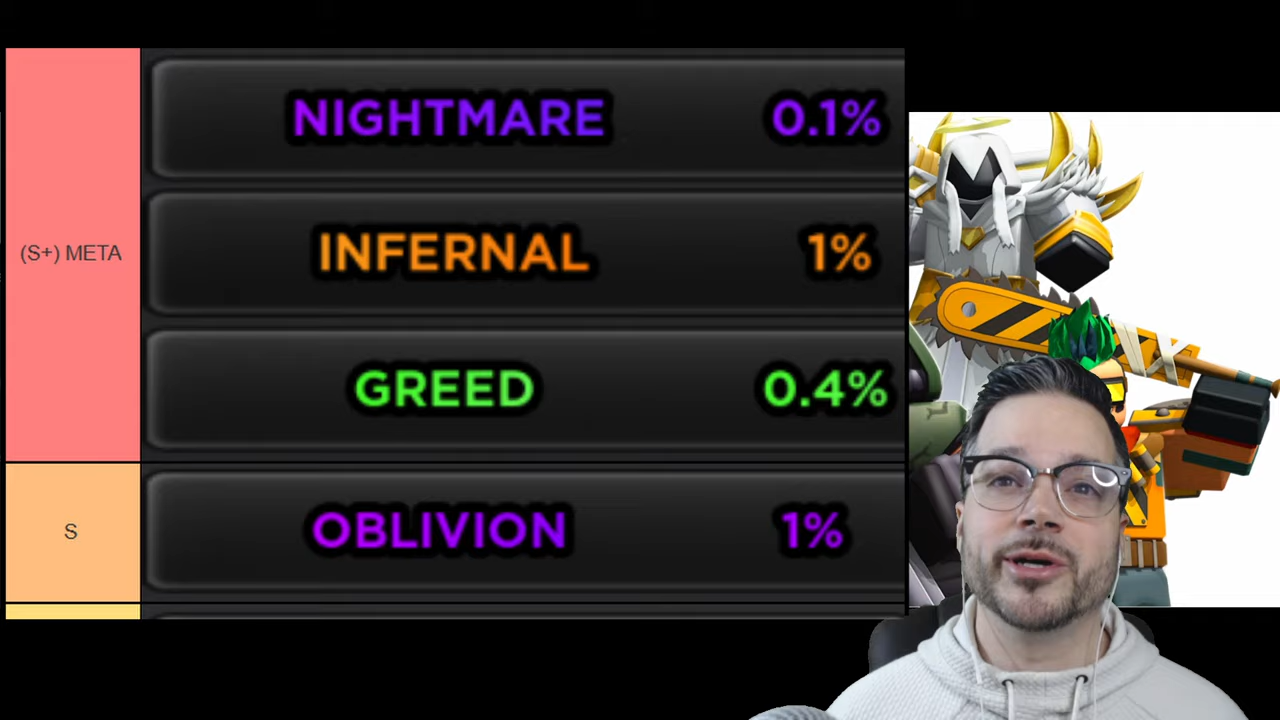 NIGHTMARE 0.1%
(S+) META
INFERNAL 1%
GREED 0.4%
S
OBLIVION 1%